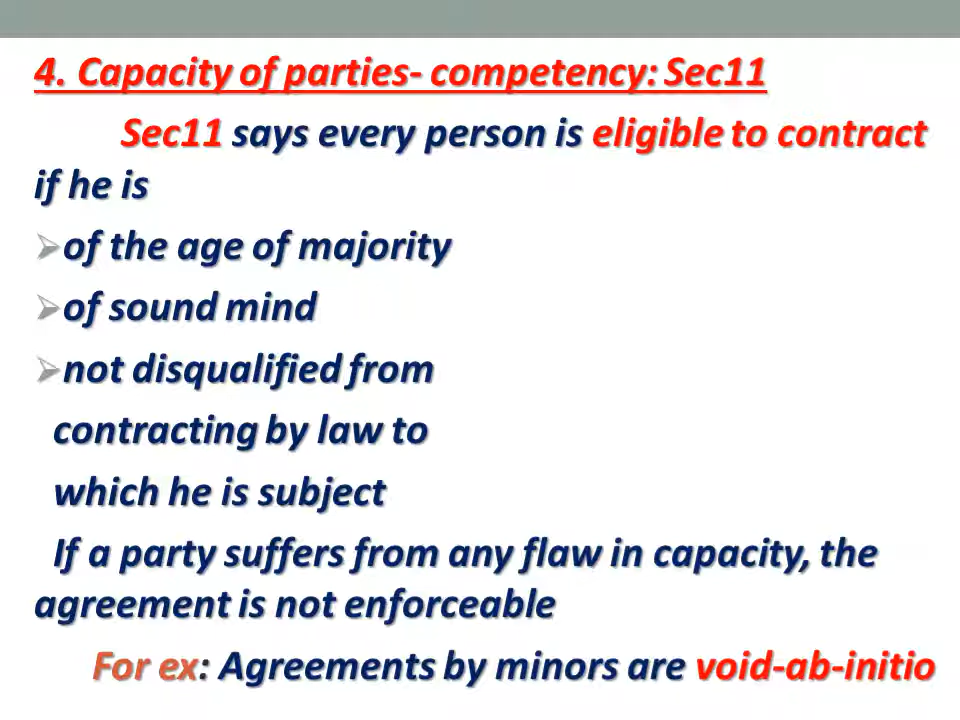 4. Capacity of parties- competency: Sec11
Sec11 says every person is eligible to contract
if he is
➢of the age of majority
➢of sound mind
➢not disqualified from
contracting by law to
which he is subject
If a party suffers from any flaw in capacity, the
agreement is not enforceable
For ex: Agreements by minors are void-ab-initio